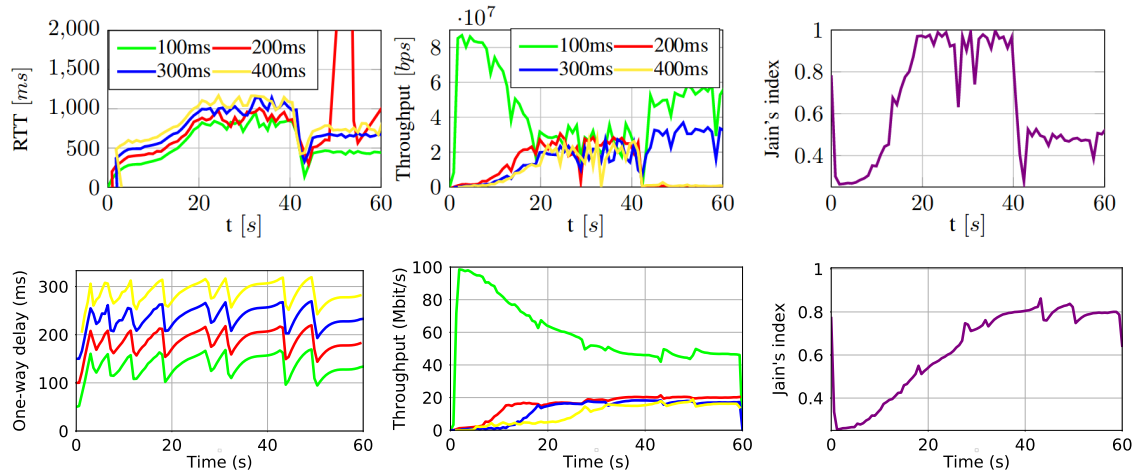 RTT [ms]
2,000
1,500
1,000
500
0
100ms 200ms
300ms 400ms
0 20 40 60
t [s]
Throughput [bps]
·10⁷
8
6
4
2
0
100ms 200ms
300ms 400ms
0 20 40 60
t [s]
Jain's index
1
0.8
0.6
0.4
0 20 40 60
t [s]
One-way delay (ms)
300
200
100
0
0 20 40 60
Time (s)
Throughput (Mbit/s)
100
80
60
40
20
0
0 20 40 60
Time (s)
Jain's index
1
0.8
0.6
0.4
0 20 40 60
Time (s)